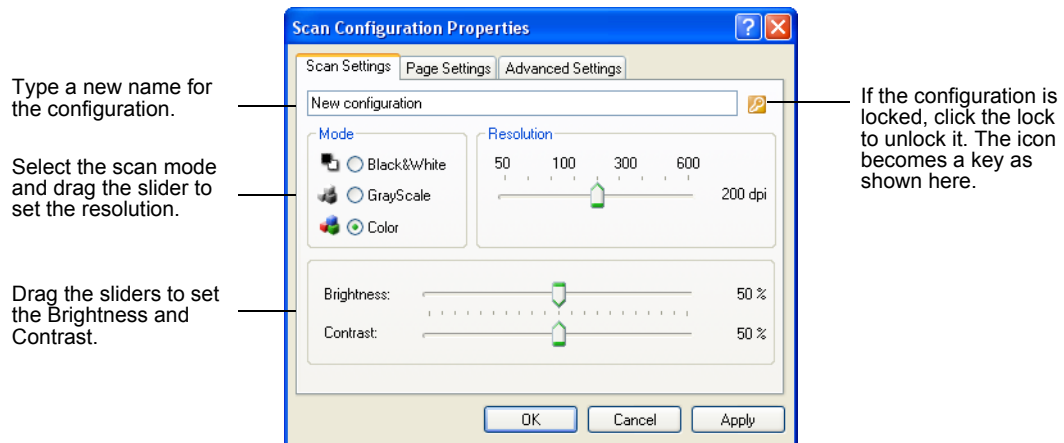 Scan Configuration Properties
Scan Settings
Page Settings
Advanced Settings
Type a new name for
the configuration.
New configuration
If the configuration is
locked, click the lock
to unlock it. The icon
becomes a key as
shown here.
Select the scan mode
and drag the slider to
set the resolution.
Mode
Black&White
GrayScale
Color
Resolution
50 100 300 600
200 dpi
Drag the sliders to set
the Brightness and
Contrast.
Brightness: 50 %
Contrast: 50 %
OK
Cancel
Apply